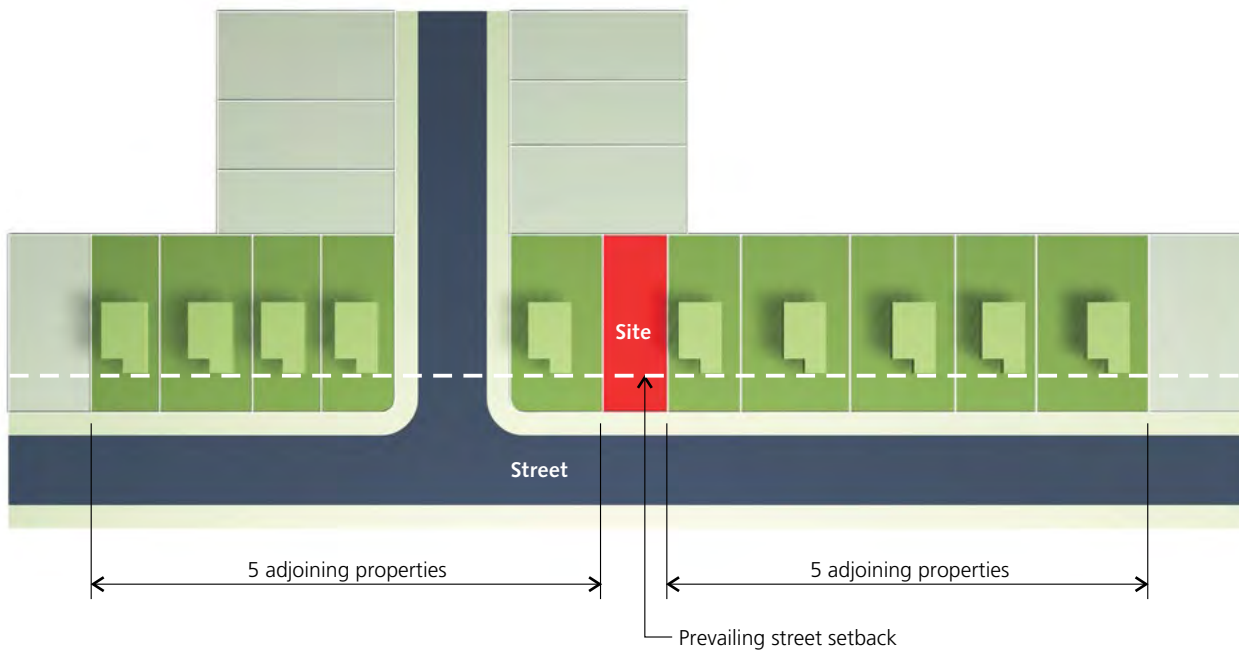 Site
Street
5 adjoining properties
5 adjoining properties
Prevailing street setback